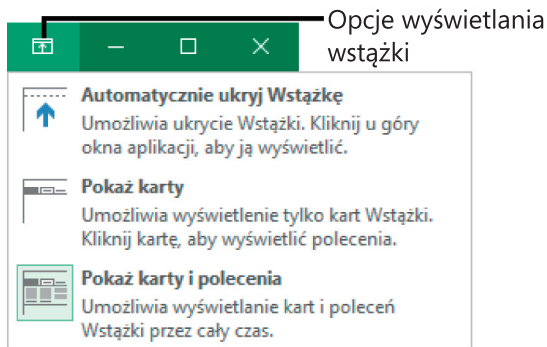 Opcje wyświetlania
wstążki
Automatycznie ukryj Wstążkę
Umożliwia ukrycie Wstążki. Kliknij u góry
okna aplikacji, aby ją wyświetlić.
Pokaż karty
Umożliwia wyświetlenie tylko kart Wstążki.
Kliknij kartę, aby wyświetlić polecenia.
Pokaż karty i polecenia
Umożliwia wyświetlanie kart i poleceń
Wstążki przez cały czas.